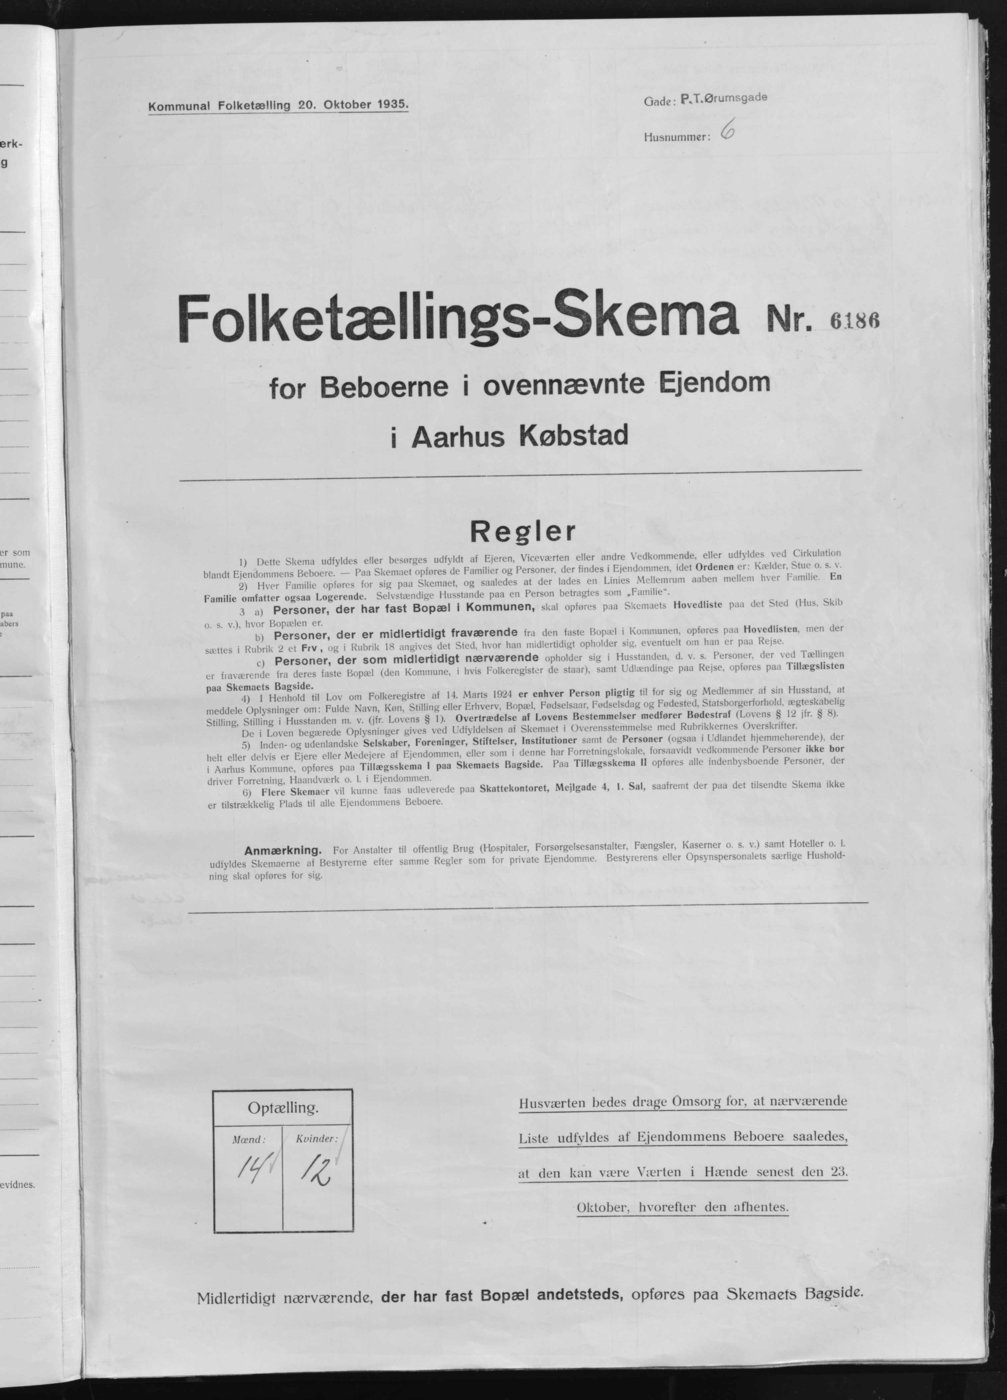 ærk-
g
er som
mune.
paa
abers
evidnes.
Kommunal Folketælling 20. Oktober 1935.
Gade: P.T.Ørumsgade
Husnummer: 6
Folketællings-Skema Nr. 6186
for Beboerne i ovennævnte Ejendom
i Aarhus Købstad
Regler
1) Dette Skema udfyldes eller besørges udfyldt af Ejeren, Viceværten eller andre Vedkommende, eller udfyldes ved Cirkulation
blandt Ejendommens Beboere. — Paa Skemaet opføres de Familier og Personer, der findes i Ejendommen, idet Ordenen er: Kælder, Stue o. s. v.
2) Hver Familie opføres for sig paa Skemaet, og saaledes at der lades en Linies Mellemrum aaben mellem hver Familie. En
Familie omfatter ogsaa Logerende. Selvstændige Husstande paa en Person betragtes som „Familie“.
3 a) Personer, der har fast Bopæl i Kommunen, skal opføres paa Skemaets Hovedliste paa det Sted (Hus, Skib
o. s. v.), hvor Bopælen er.
b) Personer, der er midlertidigt fraværende fra den faste Bopæl i Kommunen, opføres paa Hovedlisten, men der
sættes i Rubrik 2 et Frv, og i Rubrik 18 angives det Sted, hvor han midlertidigt opholder sig, eventuelt om han er paa Rejse.
c) Personer, der som midlertidigt nærværende opholder sig i Husstanden, d. v. s. Personer, der ved Tællingen
er fraværende fra deres faste Bopæl (den Kommune, i hvis Folkeregister de staar), samt Udlændinge paa Rejse, opføres paa Tillægslisten
paa Skemaets Bagside.
4) I Henhold til Lov om Folkeregistre af 14. Marts 1924 er enhver Person pligtig til for sig og Medlemmer af sin Husstand, at
meddele Oplysninger om: Fulde Navn, Køn, Stilling eller Erhverv, Bopæl, Fødselsaar, Fødselsdag og Fødested, Statsborgerforhold, ægteskabelig
Stilling, Stilling i Husstanden m. v. (jfr. Lovens § 1). Overtrædelse af Lovens Bestemmelser medfører Bødestraf (Lovens § 12 jfr. § 8).
De i Loven begærede Oplysninger gives ved Udfyldelsen af Skemaet i Overensstemmelse med Rubrikkernes Overskrifter.
5) Inden- og udenlandske Selskaber, Foreninger, Stiftelser, Institutioner samt de Personer (ogsaa i Udlandet hjemmehørende), der
helt eller delvis er Ejere eller Medejere af Ejendommen, eller som i denne har Forretningslokale, forsaavidt vedkommende Personer ikke bor
i Aarhus Kommune, opføres paa Tillægsskema I paa Skemaets Bagside. Paa Tillægsskema II opføres alle indenbysboende Personer, der
driver Forretning, Haandværk o. l. i Ejendommen.
6) Flere Skemaer vil kunne faas udleverede paa Skattekontoret, Mejlgade 4, 1. Sal, saafremt der paa det tilsendte Skema ikke
er tilstrækkelig Plads til alle Ejendommens Beboere.
Anmærkning. For Anstalter til offentlig Brug (Hospitaler, Forsørgelsesanstalter, Fængsler, Kaserner o. s. v.) samt Hoteller o. l.
udfyldes Skemaerne af Bestyrerne efter samme Regler som for private Ejendomme. Bestyrerens eller Opsynspersonalets særlige Hushold-
ning skal opføres for sig.
Optælling.
Mænd: Kvinder:
14 12
Husværten bedes drage Omsorg for, at nærværende
Liste udfyldes af Ejendommens Beboere saaledes,
at den kan være Værten i Hænde senest den 23.
Oktober, hvorefter den afhentes.
Midlertidigt nærværende, der har fast Bopæl andetsteds, opføres paa Skemaets Bagside.